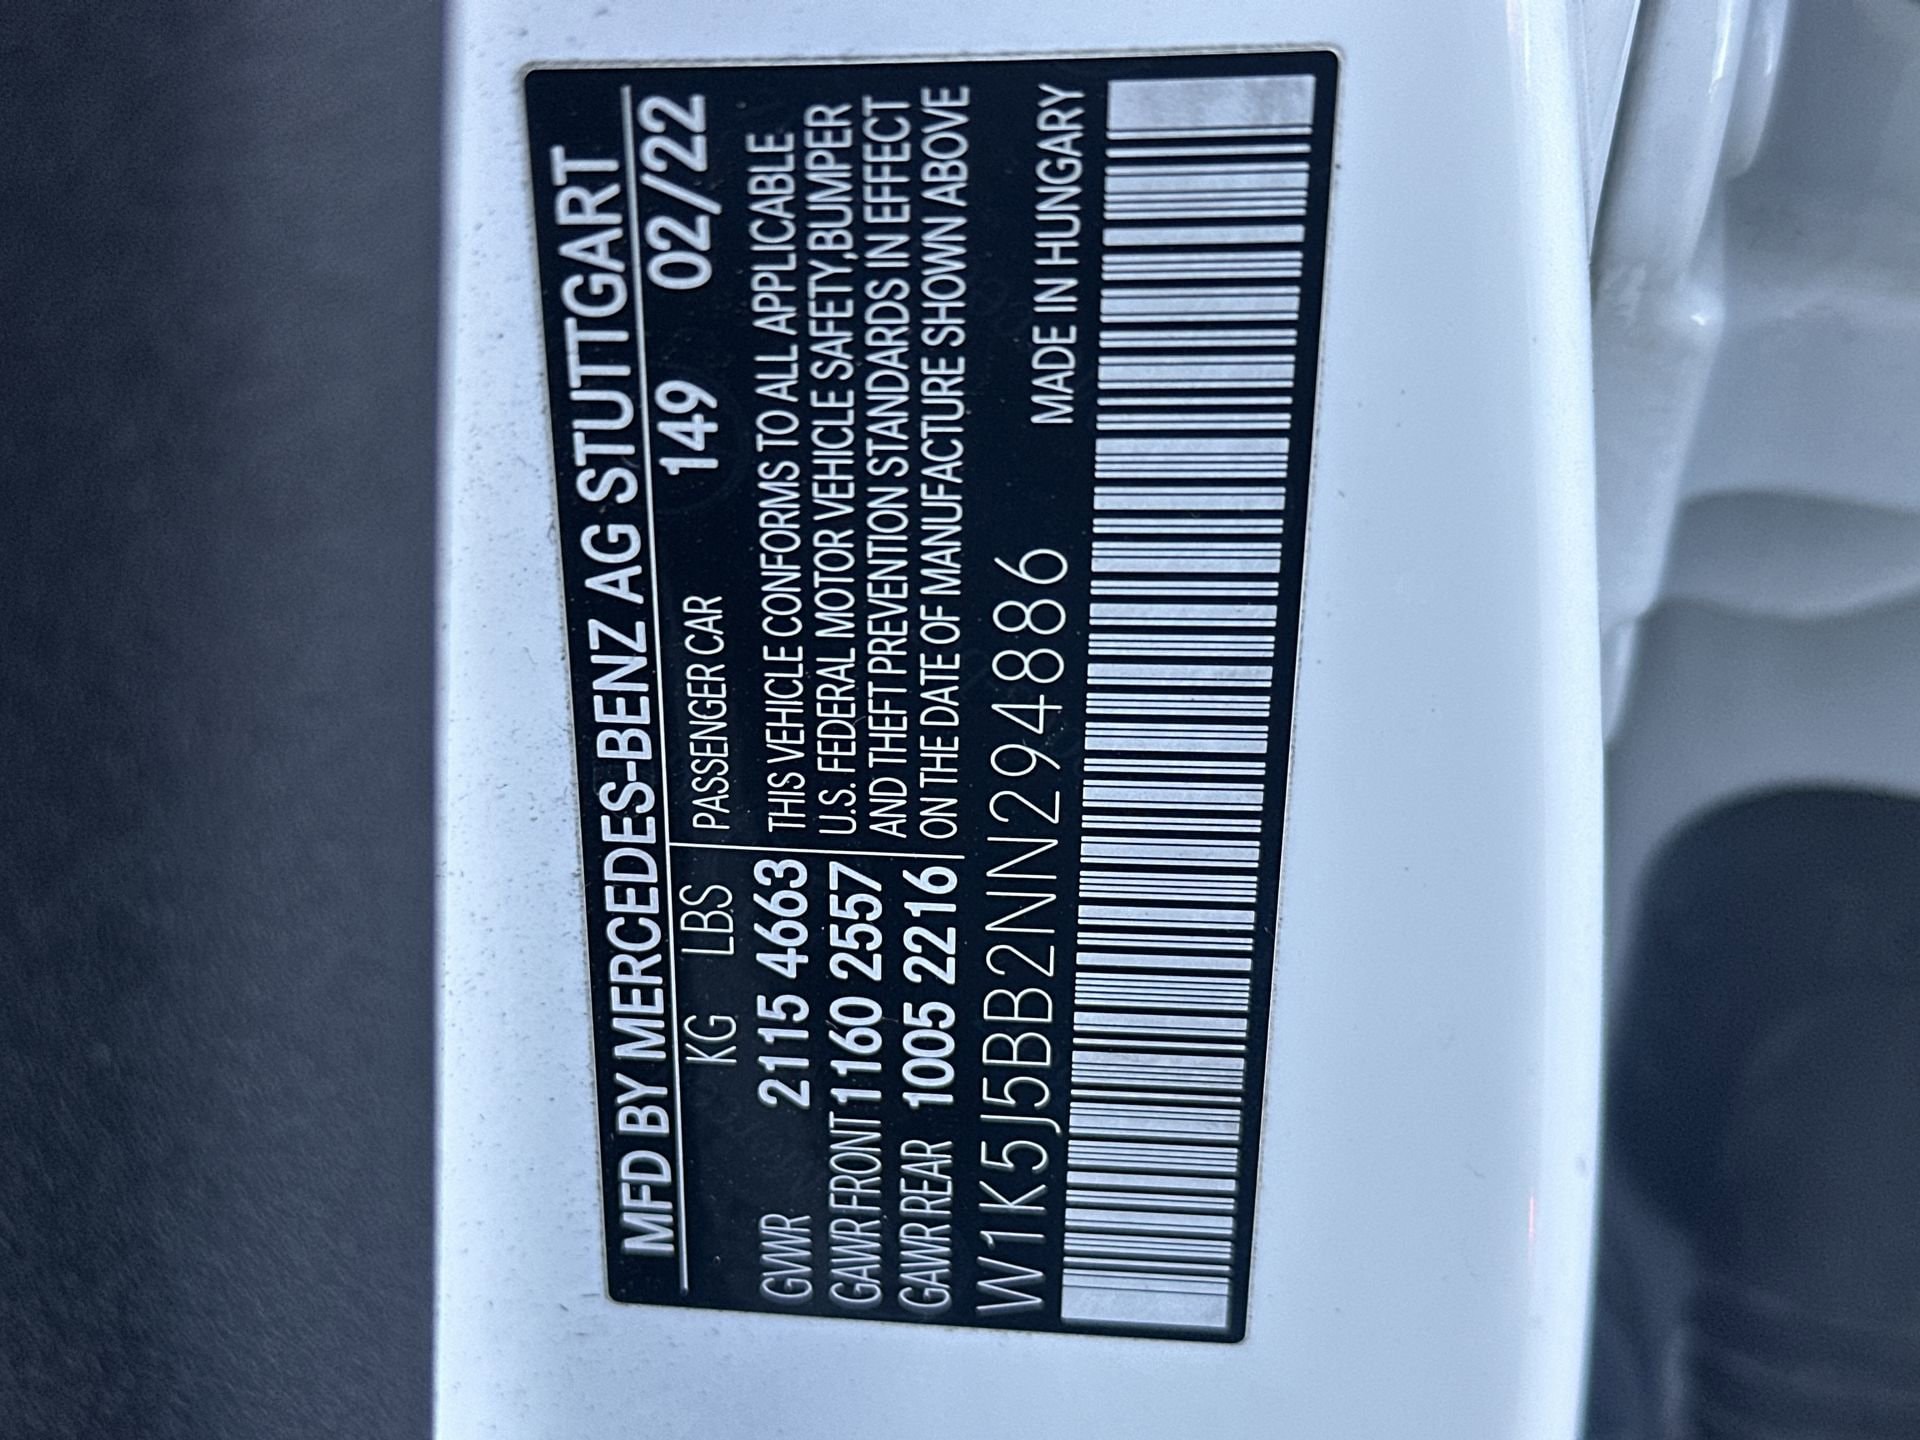 MFD BY MERCEDES-BENZ AG STUTTGART
KG LBS PASSENGER CAR 149 02/22
GVWR 2115 4663 THIS VEHICLE CONFORMS TO ALL APPLICABLE
GAWR FRONT 1160 2557 U.S. FEDERAL MOTOR VEHICLE SAFETY,BUMPER
AND THEFT PREVENTION STANDARDS IN EFFECT
GAWR REAR 1005 2216 ON THE DATE OF MANUFACTURE SHOWN ABOVE
W1K5J5BB2NN294886 MADE IN HUNGARY